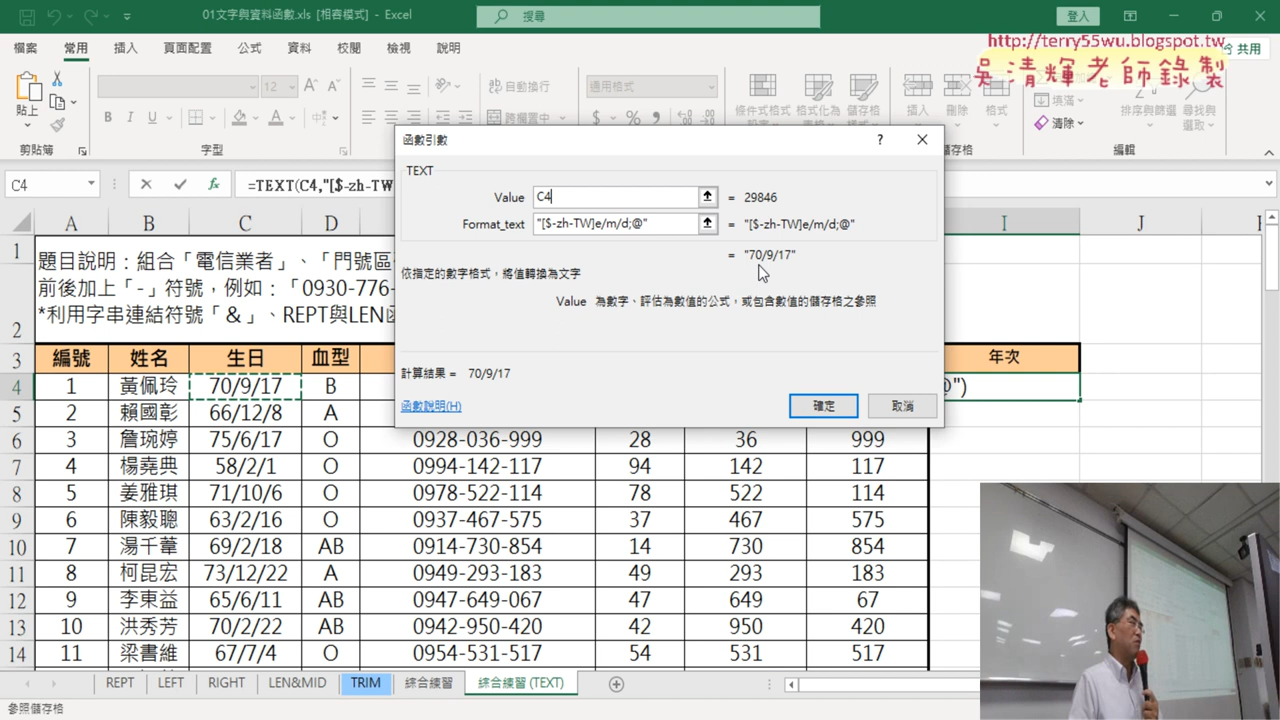 01文字與資料函數.xls [相容模式] - Excel
搜尋
登入
http://terry55wu.blogspot.tw
吳清輝老師錄製
檔案 常用 插入 頁面配置 公式 資料 校閱 檢視 說明
共用
貼上
12
自動換行
跨欄置中
通用格式
條件式格式
設定
格式化為
儲存格
插入 刪除 格式
填滿
清除
排序與篩選 尋找與
選取
剪貼簿 字型 編輯
C4
=TEXT(C4,"[$-zh-TW
函數引數
TEXT
Value C4 = 29846
Format_text "[$-zh-TW]e/m/d;@" = "[$-zh-TW]e/m/d;@"
= "70/9/17"
依指定的數字格式，將值轉換為文字
Value 為數字、評估為數值的公式，或包含數值的儲存格之參照
計算結果 = 70/9/17
函數說明(H)
確定 取消
A B C D I J
1 題目說明：組合「電信業者」、「門號區
2 前後加上「-」符號，例如：「0930-776-
*利用字串連結符號「&」、REPT與LEN函
3 編號 姓名 生日 血型 年次
4 1 黃佩玲 70/9/17 B @")
5 2 賴國彰 66/12/8 A
6 3 詹琬婷 75/6/17 O 0928-036-999 28 36 999
7 4 楊堯典 58/2/1 O 0994-142-117 94 142 117
8 5 姜雅琪 71/10/6 O 0978-522-114 78 522 114
9 6 陳毅聰 63/2/16 O 0937-467-575 37 467 575
10 7 湯千葦 69/2/18 AB 0914-730-854 14 730 854
11 8 柯昆宏 73/12/22 A 0949-293-183 49 293 183
12 9 李東益 65/6/11 AB 0947-649-067 47 649 67
13 10 洪秀芳 70/2/22 AB 0942-950-420 42 950 420
14 11 梁書維 67/7/4 O 0954-531-517 54 531 517
REPT LEFT RIGHT LEN&MID TRIM 綜合練習 綜合練習 (TEXT)
參照儲存格